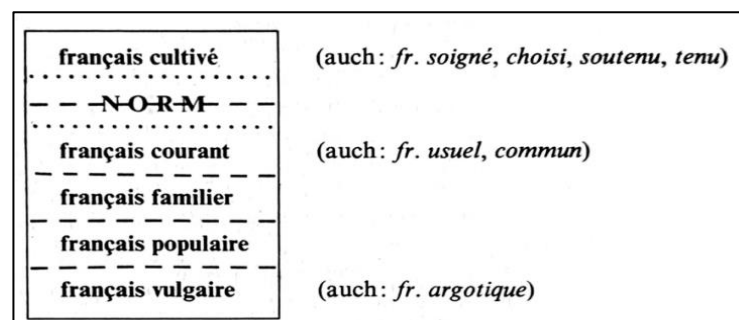 français cultivé (auch: fr. soigné, choisi, soutenu, tenu)
NORM
français courant (auch: fr. usuel, commun)
français familier
français populaire
français vulgaire (auch: fr. argotique)